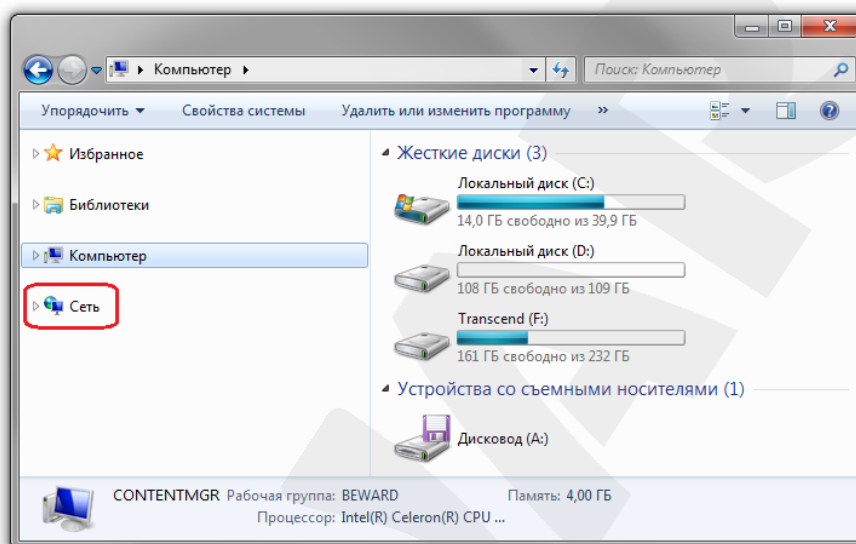 Компьютер
Поиск: Компьютер
Упорядочить Свойства системы Удалить или изменить программу »
Избранное
Библиотеки
Компьютер
Сеть
Жесткие диски (3)
Локальный диск (C:)
14,0 ГБ свободно из 39,9 ГБ
Локальный диск (D:)
108 ГБ свободно из 109 ГБ
Transcend (F:)
161 ГБ свободно из 232 ГБ
Устройства со съемными носителями (1)
Дисковод (A:)
CONTENTMGR Рабочая группа: BEWARD Память: 4,00 ГБ
Процессор: Intel(R) Celeron(R) CPU ...